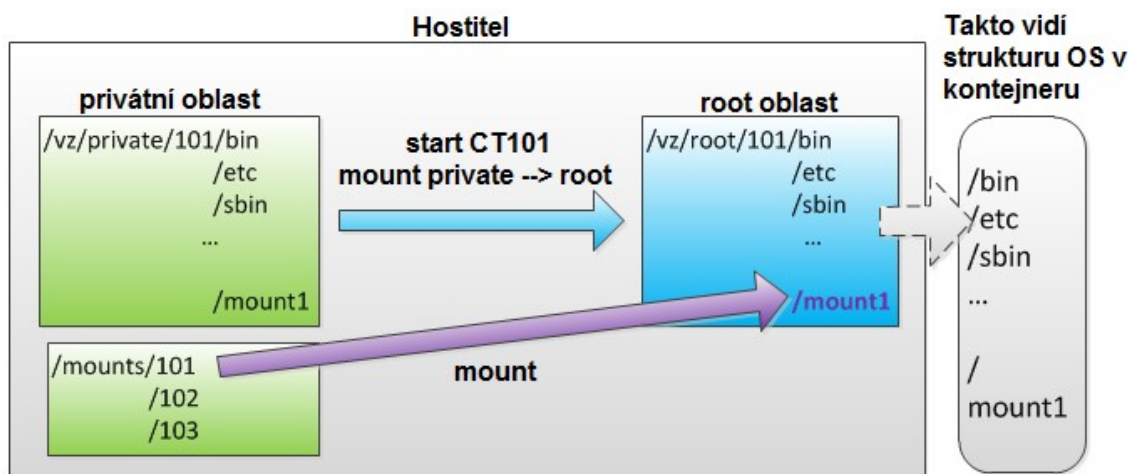 Hostitel
Takto vidí
strukturu OS v
kontejneru
privátní oblast
/vz/private/101/bin
/etc
/sbin
...
/mount1
start CT101
mount private --> root
root oblast
/vz/root/101/bin
/etc
/sbin
...
/mount1
/mounts/101
/102
/103
mount
/bin
/etc
/sbin
...
/
mount1